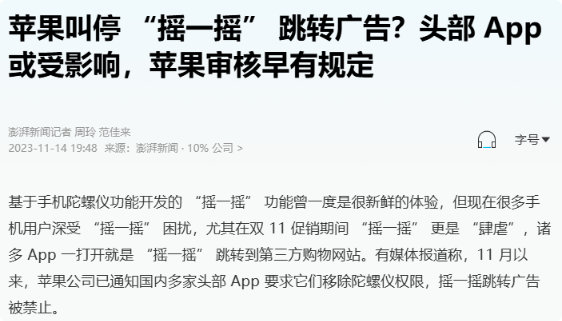 苹果叫停 “摇一摇” 跳转广告？头部 App
或受影响，苹果审核早有规定
澎湃新闻记者 周玲 范佳来
2023-11-14 19:48 来源：澎湃新闻 · 10% 公司 >
字号
基于手机陀螺仪功能开发的 “摇一摇” 功能曾一度是很新鲜的体验，但现在很多手
机用户深受 “摇一摇” 困扰，尤其在双 11 促销期间 “摇一摇” 更是 “肆虐”，诸
多 App 一打开就是 “摇一摇” 跳转到第三方购物网站。有媒体报道称，11 月以
来，苹果公司已通知国内多家头部 App 要求它们移除陀螺仪权限，摇一摇跳转广告
被禁止。